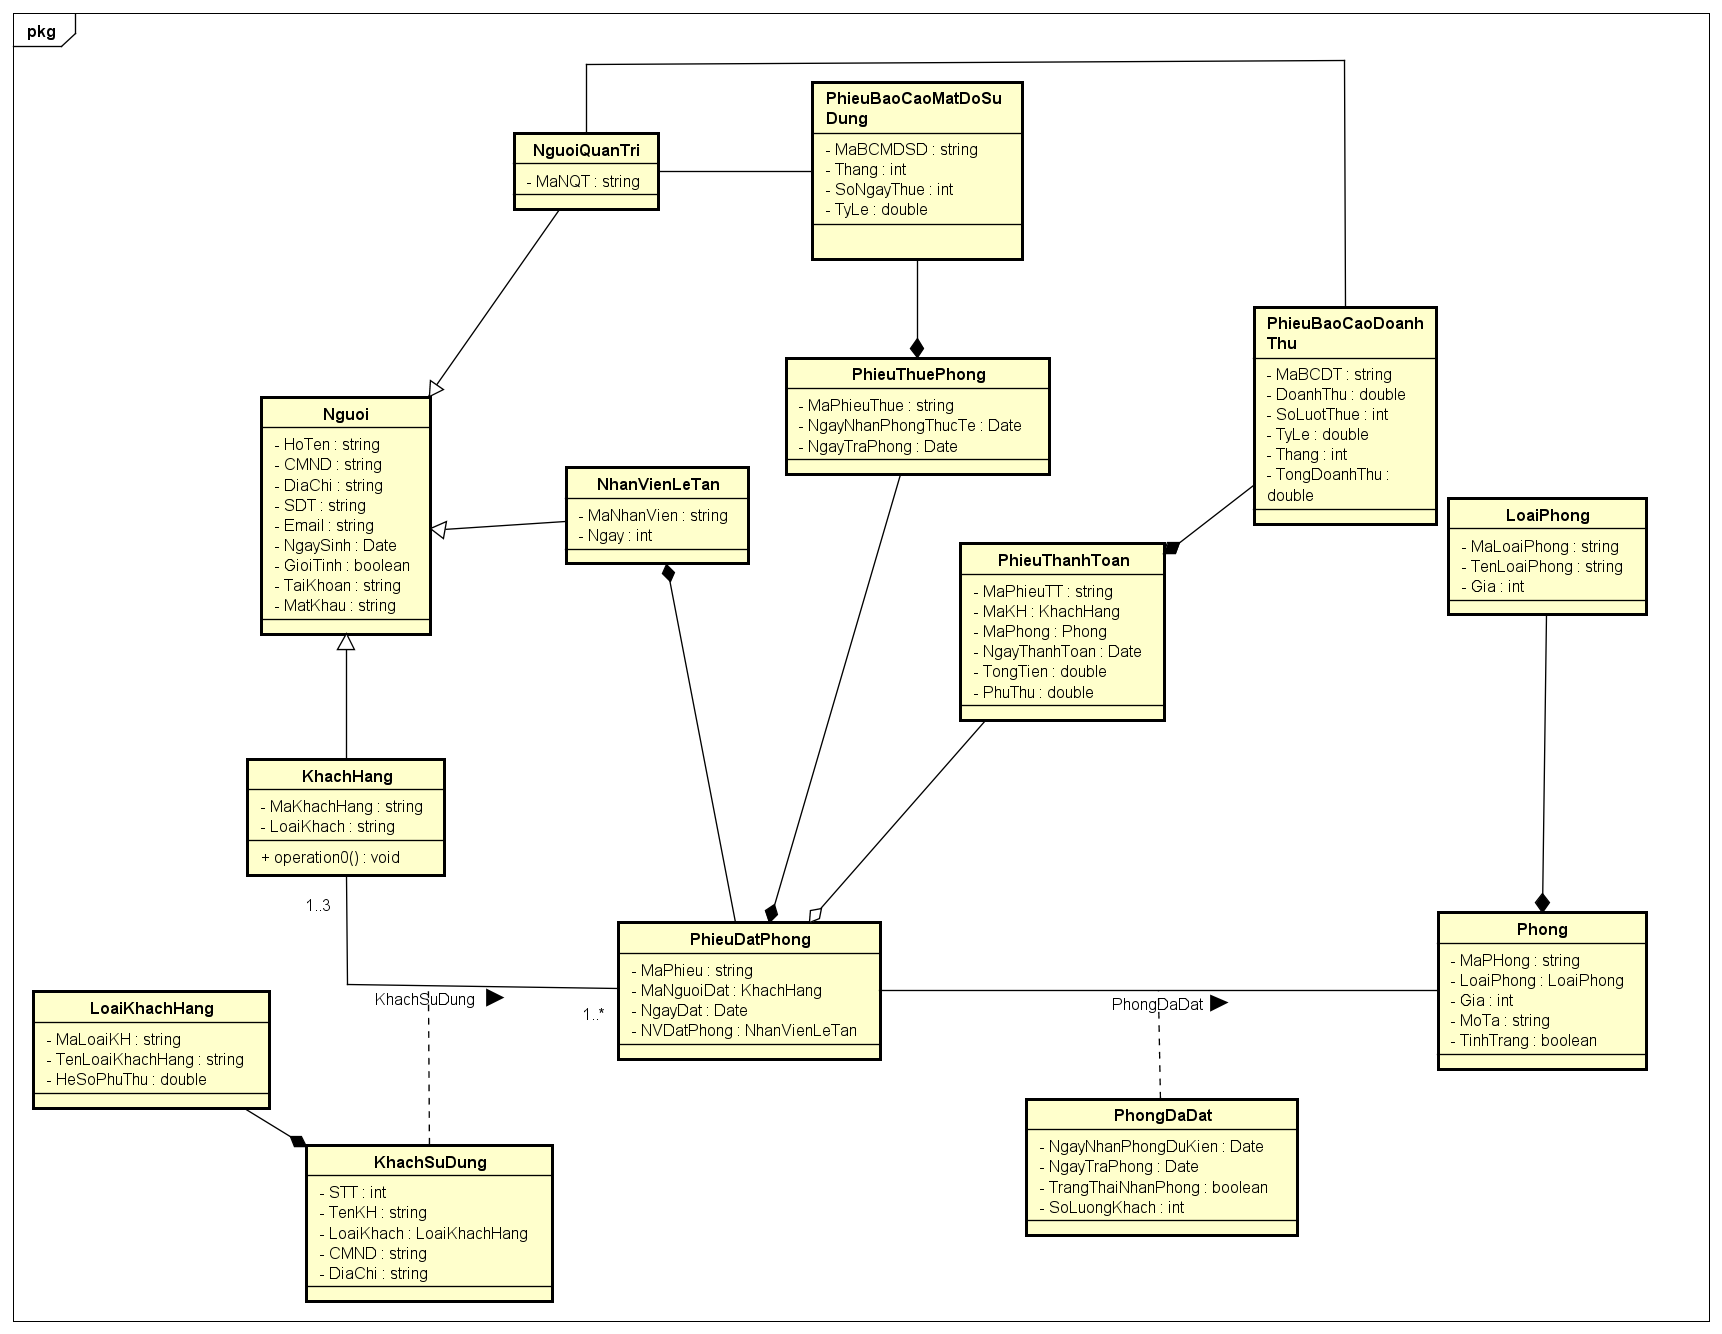 pkg
NguoiQuanTri
- MaNQT : string
PhieuBaoCaoMatDoSu
Dung
- MaBCMDSD : string
- Thang : int
- SoNgayThue : int
- TyLe : double
PhieuBaoCaoDoanh
Thu
- MaBCDT : string
- DoanhThu : double
- SoLuotThue : int
- TyLe : double
- Thang : int
- TongDoanhThu :
double
PhieuThuePhong
- MaPhieuThue : string
- NgayNhanPhongThucTe : Date
- NgayTraPhong : Date
Nguoi
- HoTen : string
- CMND : string
- DiaChi : string
- SDT : string
- Email : string
- NgaySinh : Date
- GioiTinh : boolean
- TaiKhoan : string
- MatKhau : string
NhanVienLeTan
- MaNhanVien : string
- Ngay : int
LoaiPhong
- MaLoaiPhong : string
- TenLoaiPhong : string
- Gia : int
PhieuThanhToan
- MaPhieuTT : string
- MaKH : KhachHang
- MaPhong : Phong
- NgayThanhToan : Date
- TongTien : double
- PhuThu : double
KhachHang
- MaKhachHang : string
- LoaiKhach : string
+ operation0() : void
1..3
KhachSuDung
1..*
PhieuDatPhong
- MaPhieu : string
- MaNguoiDat : KhachHang
- NgayDat : Date
- NVDatPhong : NhanVienLeTan
PhongDaDat
Phong
- MaPHong : string
- LoaiPhong : LoaiPhong
- Gia : int
- MoTa : string
- TinhTrang : boolean
LoaiKhachHang
- MaLoaiKH : string
- TenLoaiKhachHang : string
- HeSoPhuThu : double
KhachSuDung
- STT : int
- TenKH : string
- LoaiKhach : LoaiKhachHang
- CMND : string
- DiaChi : string
PhongDaDat
- NgayNhanPhongDuKien : Date
- NgayTraPhong : Date
- TrangThaiNhanPhong : boolean
- SoLuongKhach : int